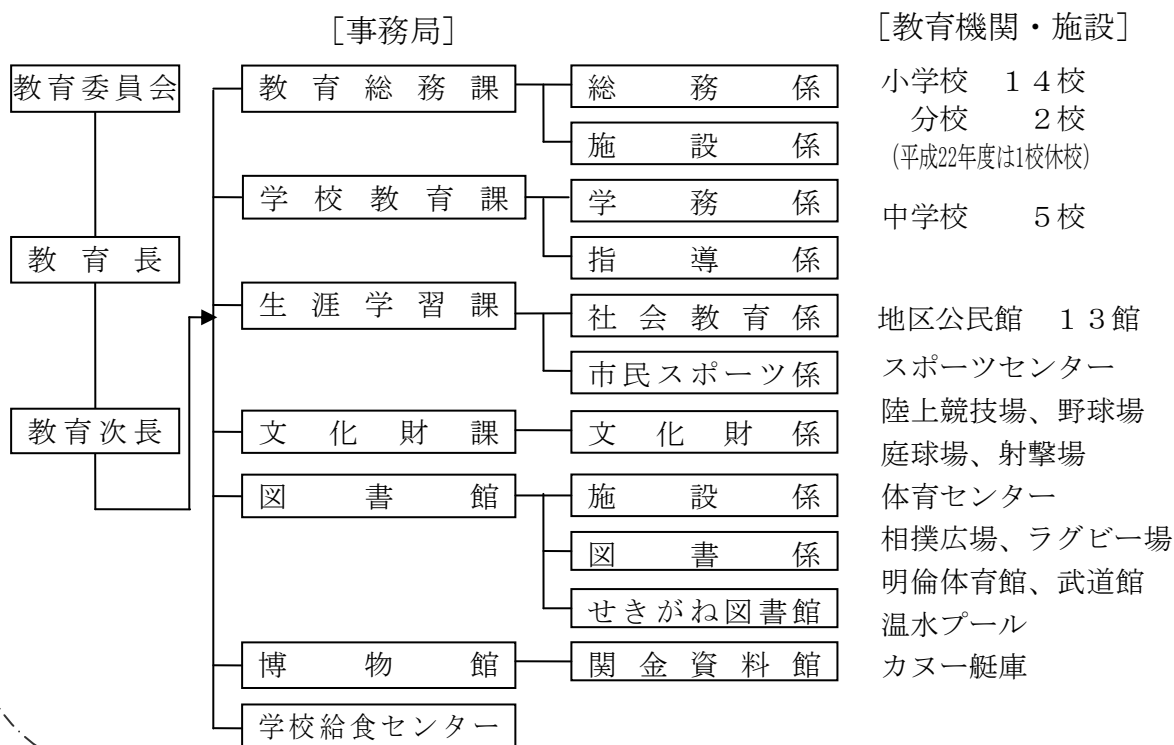 ［事務局］
［教育機関・施設］
教育委員会
教育長
教育次長
教育総務課
総務係
施設係
学校教育課
学務係
指導係
生涯学習課
社会教育係
市民スポーツ係
文化財課
文化財係
図書館
施設係
図書係
せきがね図書館
博物館
関金資料館
学校給食センター
小学校　１４校
分校　　２校
（平成22年度は1校休校）
中学校　　５校
地区公民館　１３館
スポーツセンター
陸上競技場、野球場
庭球場、射撃場
体育センター
相撲広場、ラグビー場
明倫体育館、武道館
温水プール
カヌー艇庫